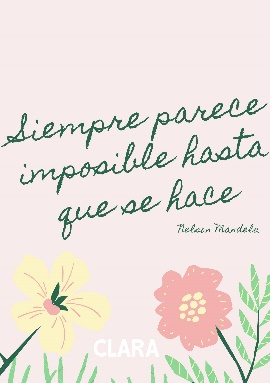 Siempre parece
imposible hasta
que se hace
Nelson Mandela
CLARA